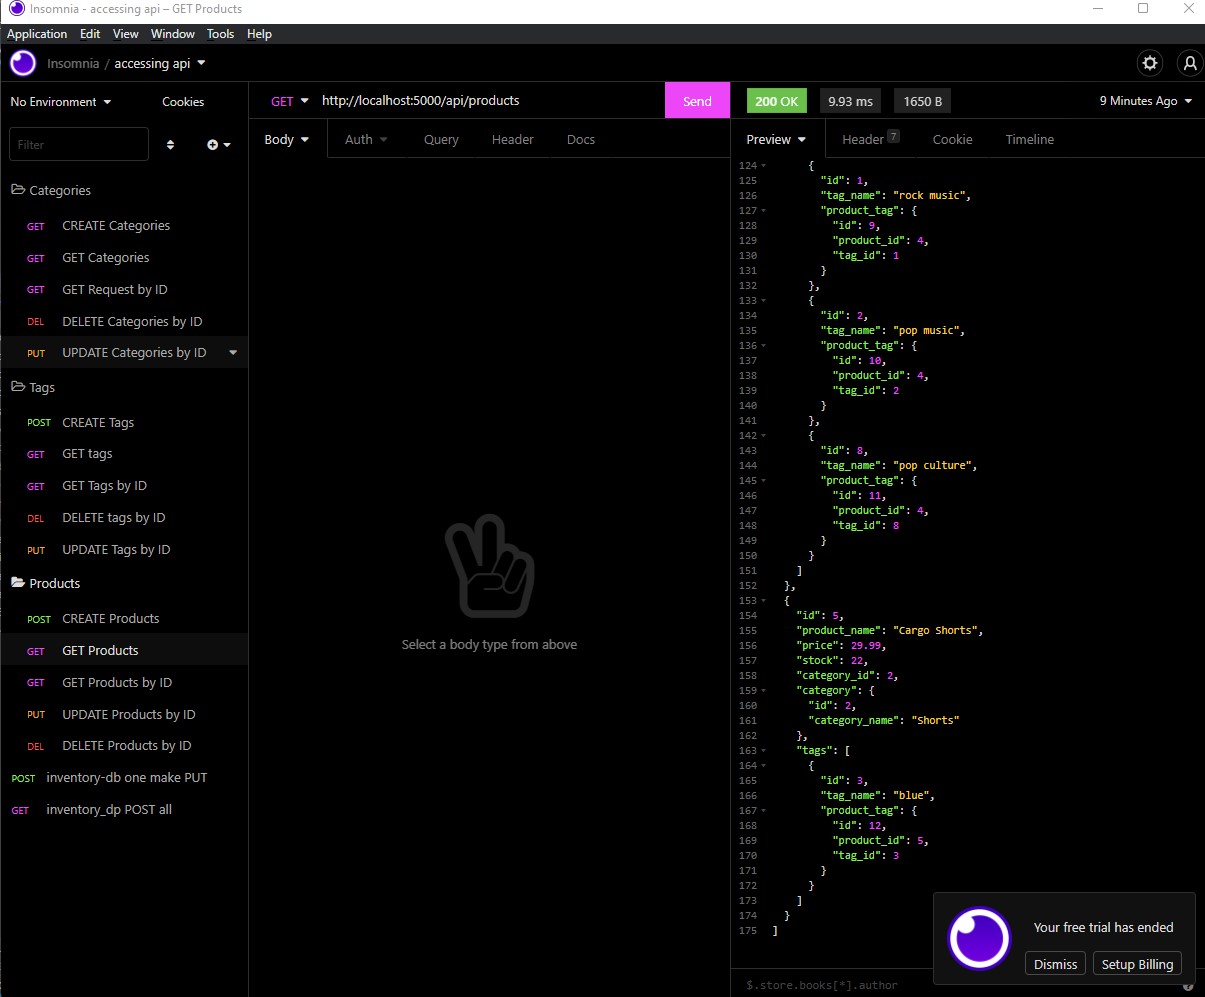 Insomnia - accessing api – GET Products
Application Edit View Window Tools Help
Insomnia / accessing api
No Environment Cookies
Filter
Categories
GET CREATE Categories
GET GET Categories
GET GET Request by ID
DEL DELETE Categories by ID
PUT UPDATE Categories by ID
Tags
POST CREATE Tags
GET GET tags
GET GET Tags by ID
DEL DELETE tags by ID
PUT UPDATE Tags by ID
Products
POST CREATE Products
GET GET Products
GET GET Products by ID
PUT UPDATE Products by ID
DEL DELETE Products by ID
POST inventory-db one make PUT
GET inventory_dp POST all
GET http://localhost:5000/api/products Send
Body Auth Query Header Docs
Select a body type from above
200 OK 9.93 ms 1650 B 9 Minutes Ago
Preview Header 7 Cookie Timeline
124 {
125 "id": 1,
126 "tag_name": "rock music",
127 "product_tag": {
128 "id": 9,
129 "product_id": 4,
130 "tag_id": 1
131 }
132 },
133 {
134 "id": 2,
135 "tag_name": "pop music",
136 "product_tag": {
137 "id": 10,
138 "product_id": 4,
139 "tag_id": 2
140 }
141 },
142 {
143 "id": 8,
144 "tag_name": "pop culture",
145 "product_tag": {
146 "id": 11,
147 "product_id": 4,
148 "tag_id": 8
149 }
150 }
151 ]
152 },
153 {
154 "id": 5,
155 "product_name": "Cargo Shorts",
156 "price": 29.99,
157 "stock": 22,
158 "category_id": 2,
159 "category": {
160 "id": 2,
161 "category_name": "Shorts"
162 },
163 "tags": [
164 {
165 "id": 3,
166 "tag_name": "blue",
167 "product_tag": {
168 "id": 12,
169 "product_id": 5,
170 "tag_id": 3
171 }
172 }
173 ]
174 }
175 ]
Your free trial has ended
Dismiss Setup Billing
$.store.books[*].author